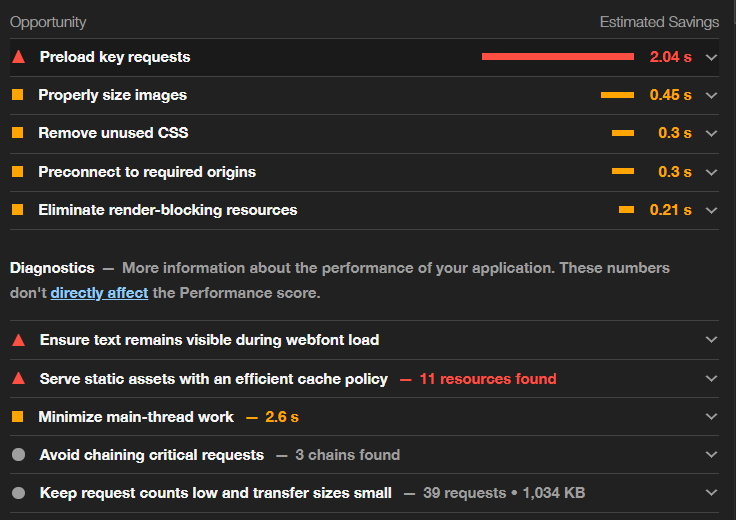 Opportunity Estimated Savings
Preload key requests 2.04 s
Properly size images 0.45 s
Remove unused CSS 0.3 s
Preconnect to required origins 0.3 s
Eliminate render-blocking resources 0.21 s
Diagnostics — More information about the performance of your application. These numbers
don't directly affect the Performance score.
Ensure text remains visible during webfont load
Serve static assets with an efficient cache policy — 11 resources found
Minimize main-thread work — 2.6 s
Avoid chaining critical requests — 3 chains found
Keep request counts low and transfer sizes small — 39 requests • 1,034 KB